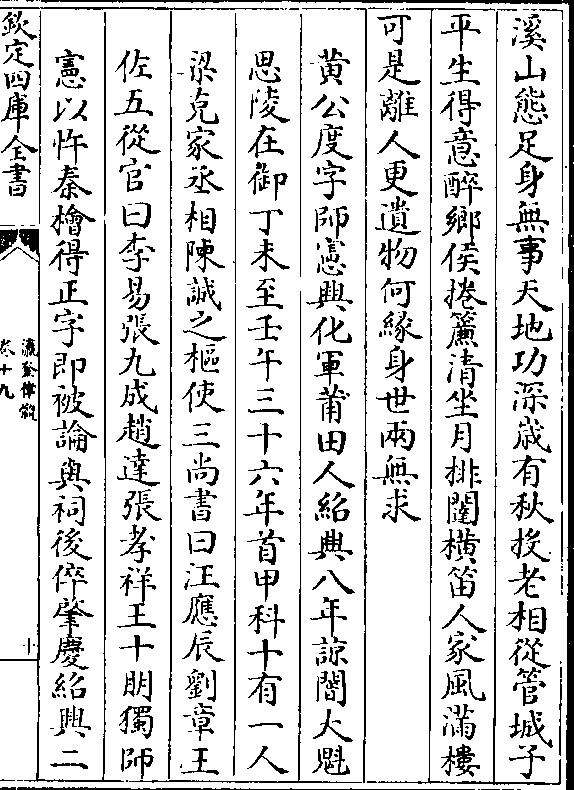 溪山態足身無事天地功深歳有秋投老相從管城子
平生得意醉鄉侯捲簾清坐月排闥橫笛人家風滿樓
可是離人更遺物何緣身世兩無求
黄公度字師憲興化軍莆田人紹興八年諒闇大魁
思陵在御丁未至壬午三十六年首甲科十有一人
梁克家丞相陳誠之樞使三尚書曰汪應辰劉章王
佐五從官曰李易張九成趙逵張孝祥王十朋獨師
憲以忤秦檜得正字即被論與祠後倅肇慶紹興二
欽定四庫全書
瀛奎律髓
卷十九
十